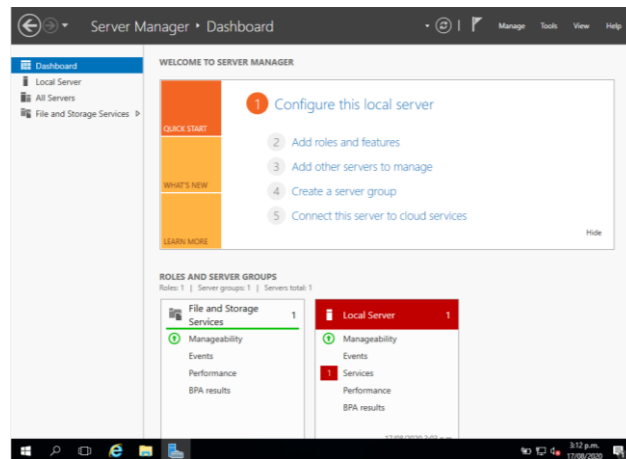 Server Manager • Dashboard
Manage Tools View Help
Dashboard
Local Server
All Servers
File and Storage Services
WELCOME TO SERVER MANAGER
QUICK START
WHAT'S NEW
LEARN MORE
1 Configure this local server
2 Add roles and features
3 Add other servers to manage
4 Create a server group
5 Connect this server to cloud services
Hide
ROLES AND SERVER GROUPS
Roles: 1 | Server groups: 1 | Servers total: 1
File and Storage
Services
1
Manageability
Events
Performance
BPA results
Local Server 1
Manageability
Events
1 Services
Performance
BPA results
3:12 p.m.
17/08/2020